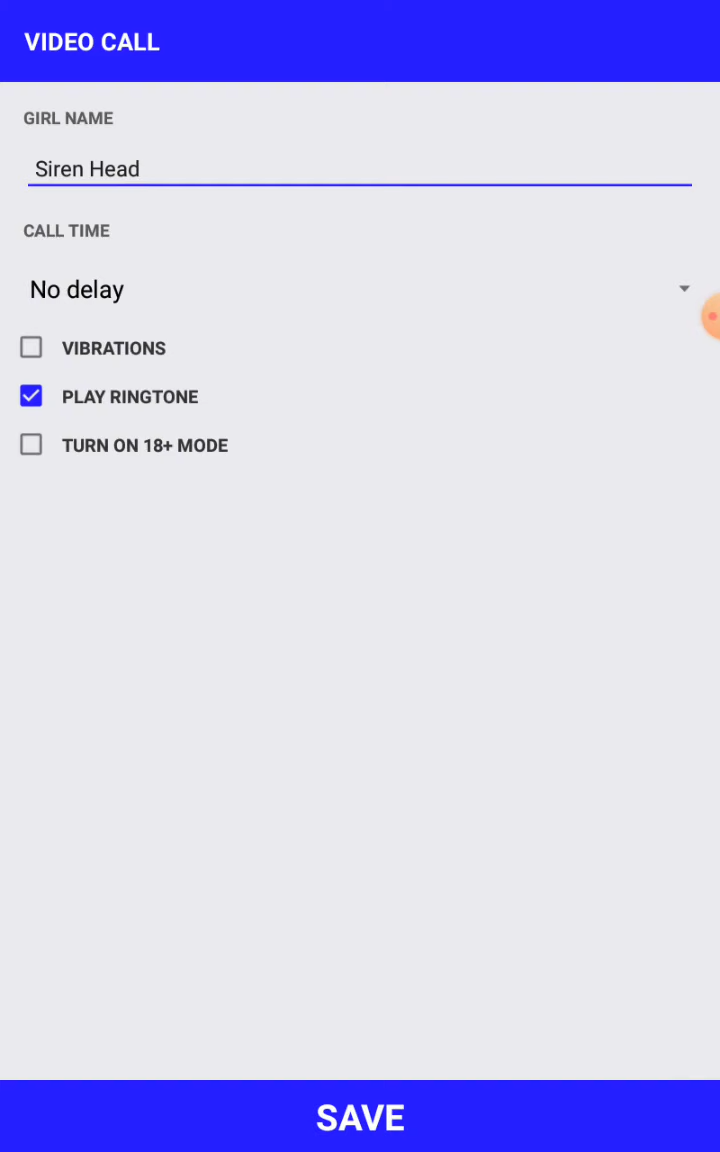 VIDEO CALL
GIRL NAME
Siren Head
CALL TIME
No delay
VIBRATIONS
PLAY RINGTONE
TURN ON 18+ MODE
SAVE